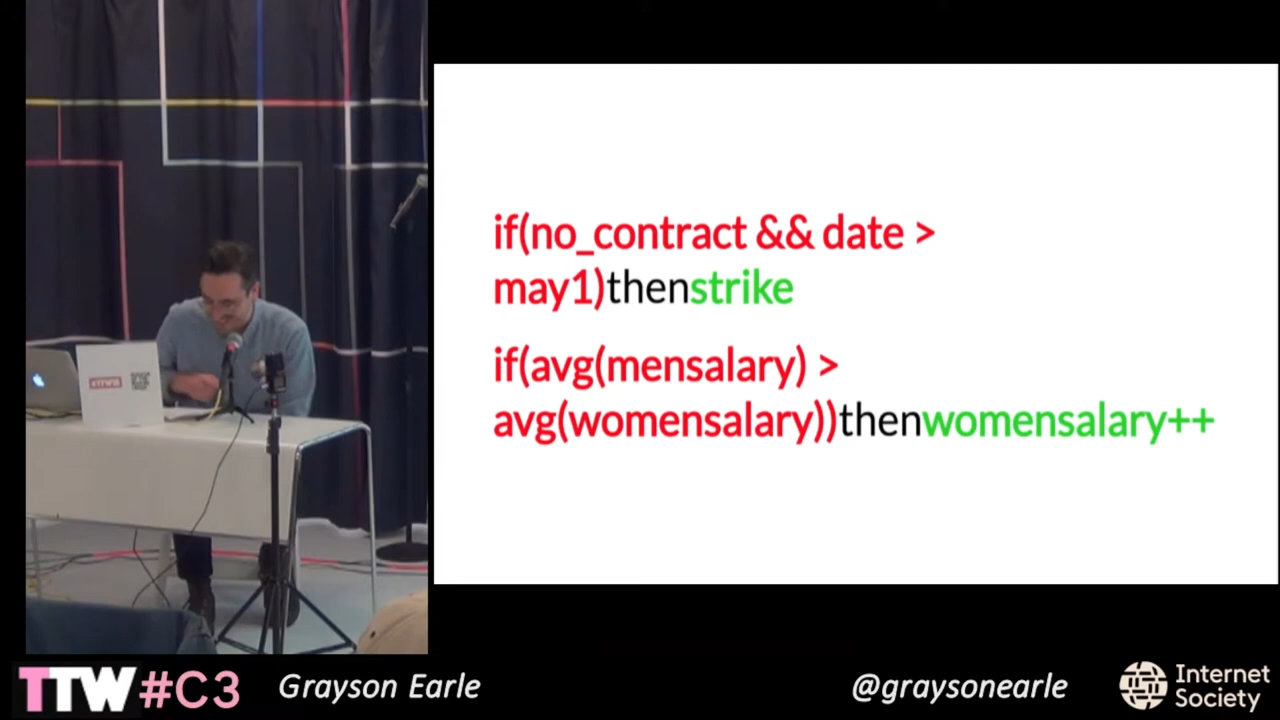 if(no_contract && date >
may1)thenstrike
if(avg(mensalary) >
avg(womensalary))thenwomensalary++
TTW#C3
Grayson Earle
@graysonearle
Internet
Society